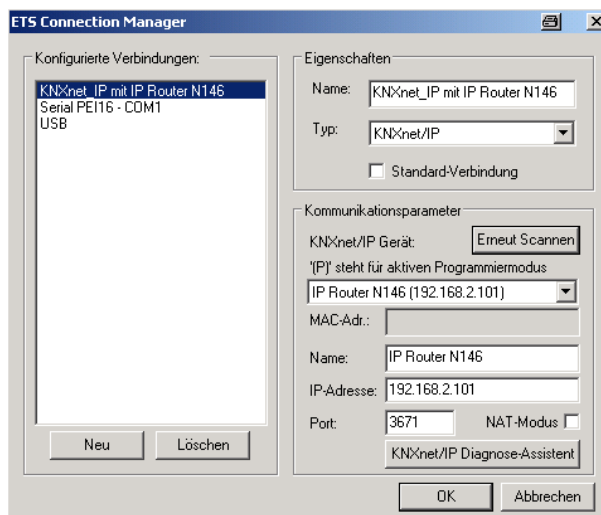 ETS Connection Manager
Konfigurierte Verbindungen:
KNXnet_IP mit IP Router N146
Serial PEI16 - COM1
USB
Neu
Löschen
Eigenschaften
Name:
KNXnet_IP mit IP Router N146
Typ:
KNXnet/IP
Standard-Verbindung
Kommunikationsparameter
KNXnet/IP Gerät:
Erneut Scannen
'(P)' steht für aktiven Programmiermodus
IP Router N146 (192.168.2.101)
MAC-Adr.:
Name:
IP Router N146
IP-Adresse:
192.168.2.101
Port:
3671
NAT-Modus
KNXnet/IP Diagnose-Assistent
OK
Abbrechen